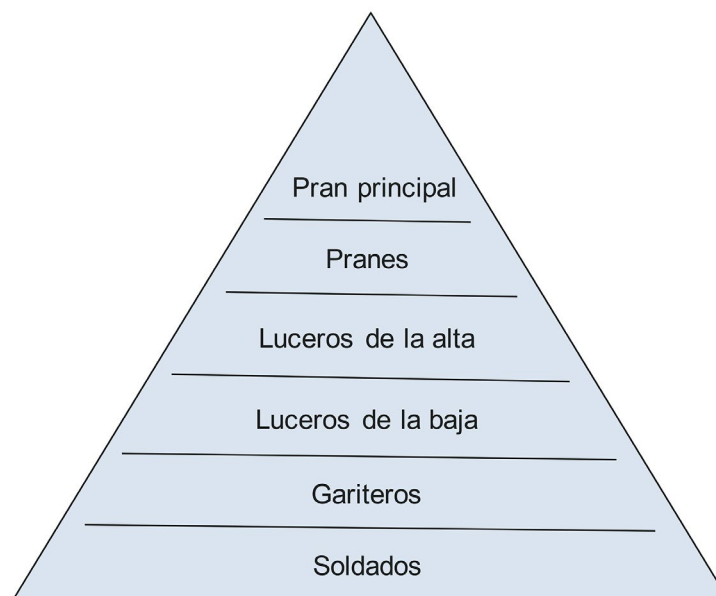 Pran principal
Pranes
Luceros de la alta
Luceros de la baja
Gariteros
Soldados